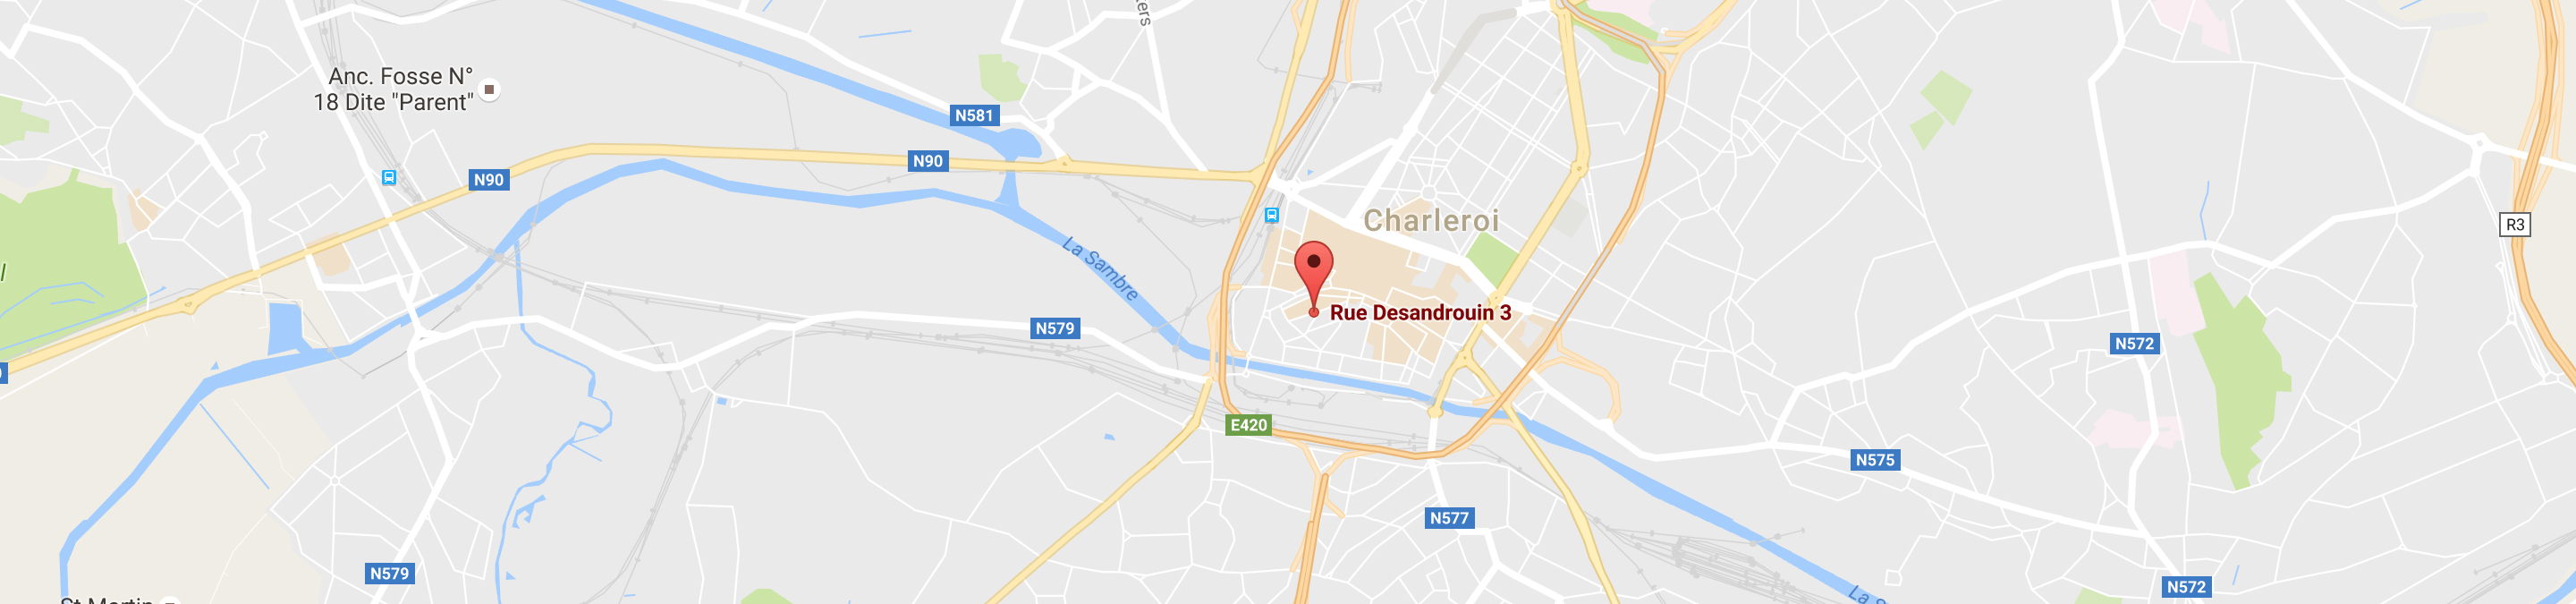 Anc. Fosse N°
18 Dite "Parent"
N581
N90
N90
La Sambre
Charleroi
R3
Rue Desandrouin 3
N579
N572
E420
N575
N577
N579
N572